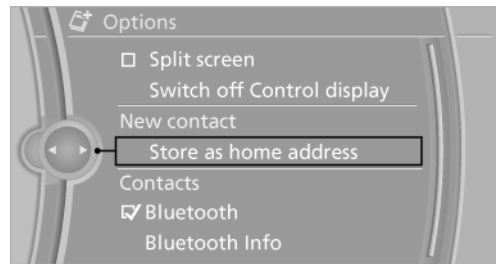 Options
Split screen
Switch off Control display
New contact
Store as home address
Contacts
Bluetooth
Bluetooth Info